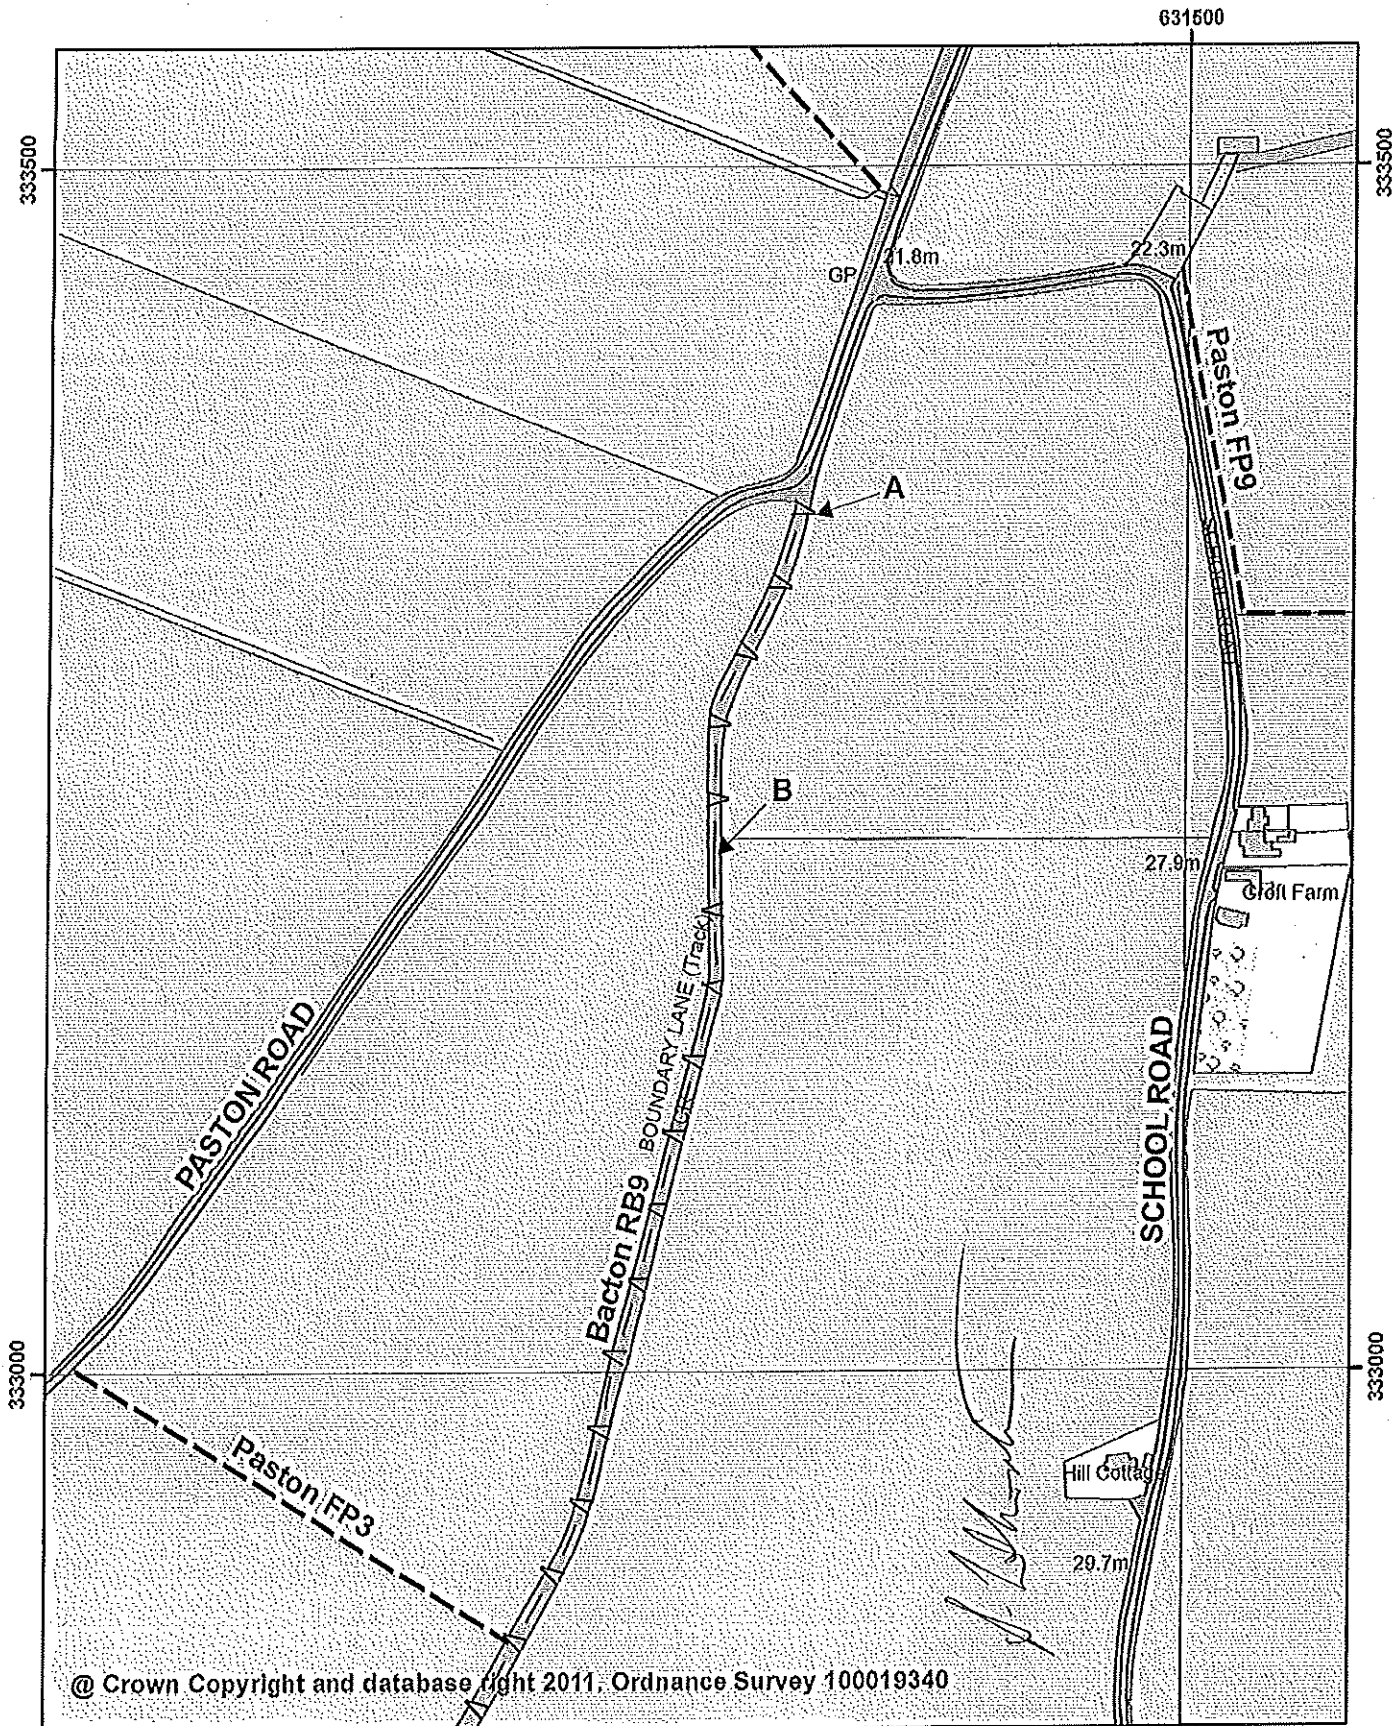 631500
333500
333500
21.8m
22.3m
GP
Paston FP9
A
B
27.9m
Croft Farm
BOUNDARY LANE (Track)
CR
PASTON ROAD
SCHOOL ROAD
Bacton RB9
333000
333000
Paston FP3
Hill Cottage
29.7m
@ Crown Copyright and database right 2011. Ordnance Survey 100019340